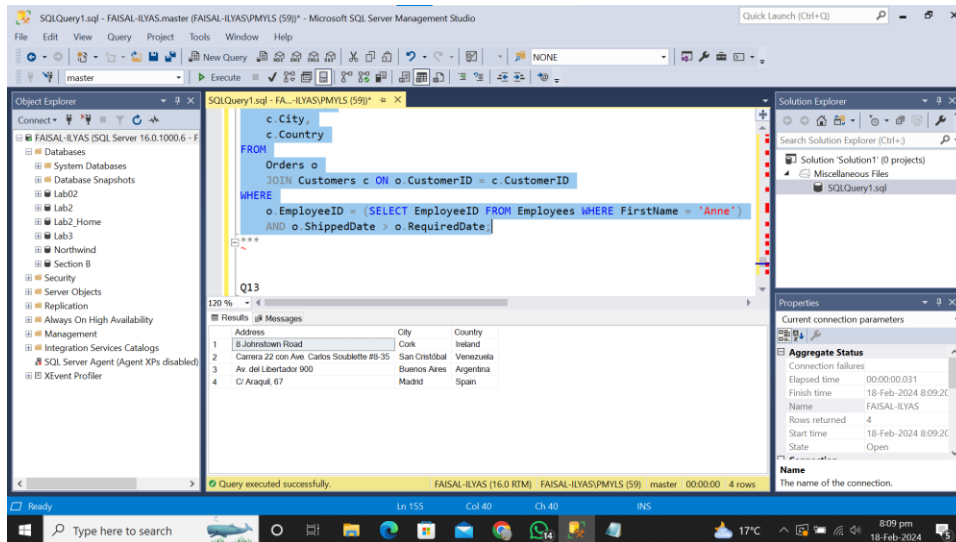 SQLQuery1.sql - FAISAL-ILYAS.master (FAISAL-ILYAS\PMYLS (59))* - Microsoft SQL Server Management Studio
Quick Launch (Ctrl+Q)
File Edit View Query Project Tools Window Help
New Query
NONE
master
Execute
Object Explorer
Connect
FAISAL-ILYAS (SQL Server 16.0.1000.6 - F
Databases
System Databases
Database Snapshots
Lab02
Lab2
Lab2_Home
Lab3
Northwind
Section B
Security
Server Objects
Replication
Always On High Availability
Management
Integration Services Catalogs
SQL Server Agent (Agent XPs disabled)
XEvent Profiler
SQLQuery1.sql - FA...-ILYAS\PMYLS (59))*
c.City,
c.Country
FROM
Orders o
JOIN Customers c ON o.CustomerID = c.CustomerID
WHERE
o.EmployeeID = (SELECT EmployeeID FROM Employees WHERE FirstName = 'Anne')
AND o.ShippedDate > o.RequiredDate;
***
Q13
120 %
Results Messages
Address City Country
1 8 Johnstown Road Cork Ireland
2 Carrera 22 con Ave. Carlos Soublette #8-35 San Cristóbal Venezuela
3 Av. del Libertador 900 Buenos Aires Argentina
4 C/ Araquil, 67 Madrid Spain
Query executed successfully. FAISAL-ILYAS (16.0 RTM) FAISAL-ILYAS\PMYLS (59) master 00:00:00 4 rows
Solution Explorer
Search Solution Explorer (Ctrl+;)
Solution 'Solution1' (0 projects)
Miscellaneous Files
SQLQuery1.sql
Properties
Current connection parameters
Aggregate Status
Connection failures
Elapsed time 00:00:00.031
Finish time 18-Feb-2024 8:09:20
Name FAISAL-ILYAS
Rows returned 4
Start time 18-Feb-2024 8:09:20
State Open
Name
The name of the connection.
Ready Ln 155 Col 40 Ch 40 INS
Type here to search
14
17°C
8:09 pm
18-Feb-2024
5